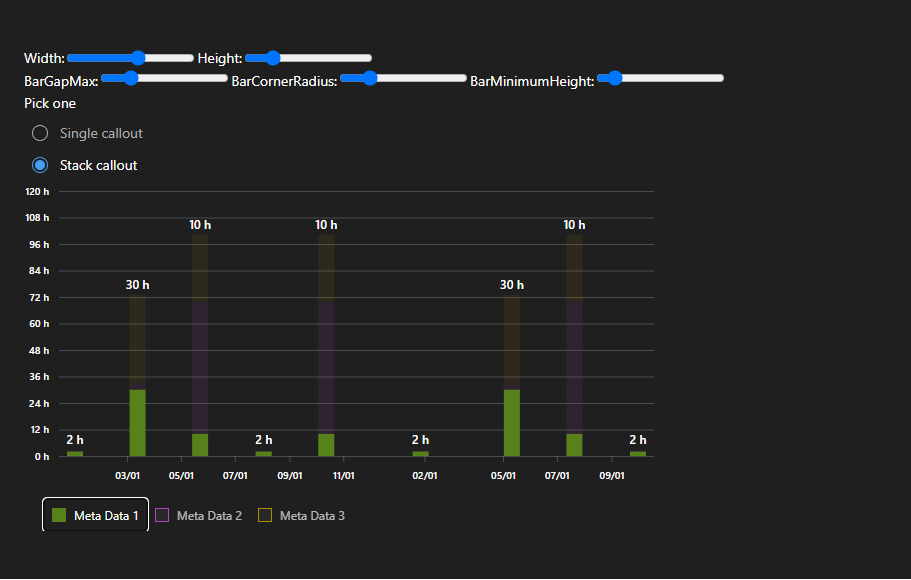 Width: Height:
BarGapMax: BarCornerRadius: BarMinimumHeight:
Pick one
Single callout
Stack callout
120 h
108 h
96 h
84 h
72 h
60 h
48 h
36 h
24 h
12 h
0 h
2 h 30 h 10 h 2 h 10 h 2 h 30 h 10 h 2 h
03/01 05/01 07/01 09/01 11/01 02/01 05/01 07/01 09/01
Meta Data 1 Meta Data 2 Meta Data 3